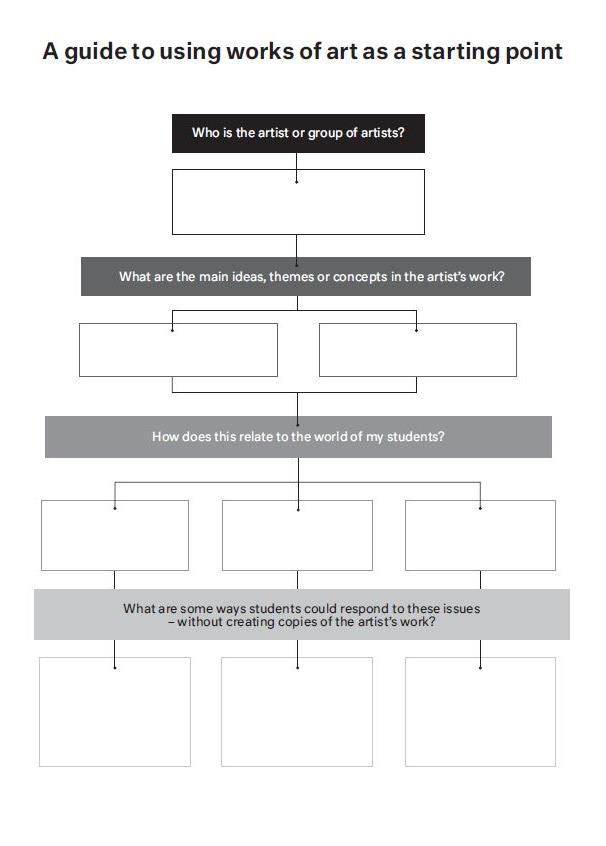 A guide to using works of art as a starting point
Who is the artist or group of artists?
What are the main ideas, themes or concepts in the artist's work?
How does this relate to the world of my students?
What are some ways students could respond to these issues
– without creating copies of the artist's work?